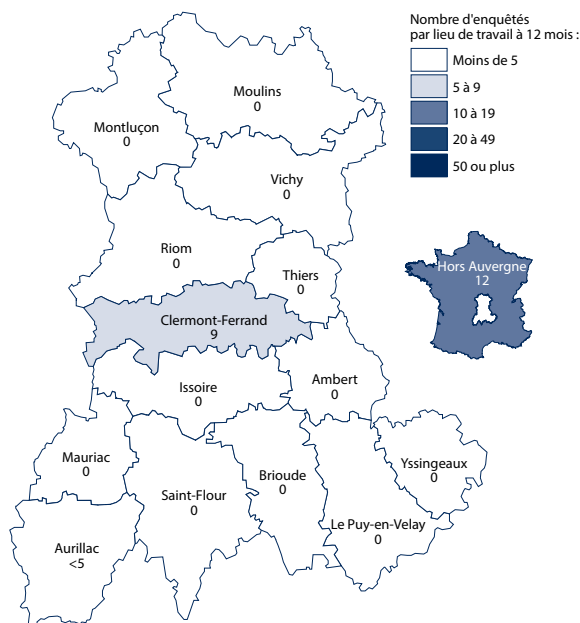 Nombre d'enquêtés
par lieu de travail à 12 mois :
Moins de 5
5 à 9
10 à 19
20 à 49
50 ou plus
Moulins
0
Montluçon
0
Vichy
0
Riom
0
Thiers
0
Hors Auvergne
12
Clermont-Ferrand
9
Issoire
0
Ambert
0
Mauriac
0
Saint-Flour
0
Brioude
0
Yssingeaux
0
Le Puy-en-Velay
0
Aurillac
<5